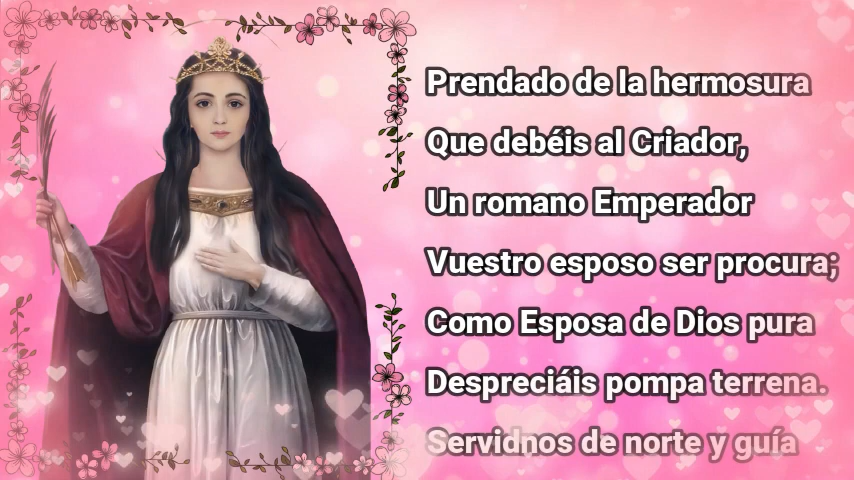 Prendado de la hermosura
Que debéis al Criador,
Un romano Emperador
Vuestro esposo ser procura;
Como Esposa de Dios pura
Despreciáis pompa terrena.
Servidnos de norte y guía